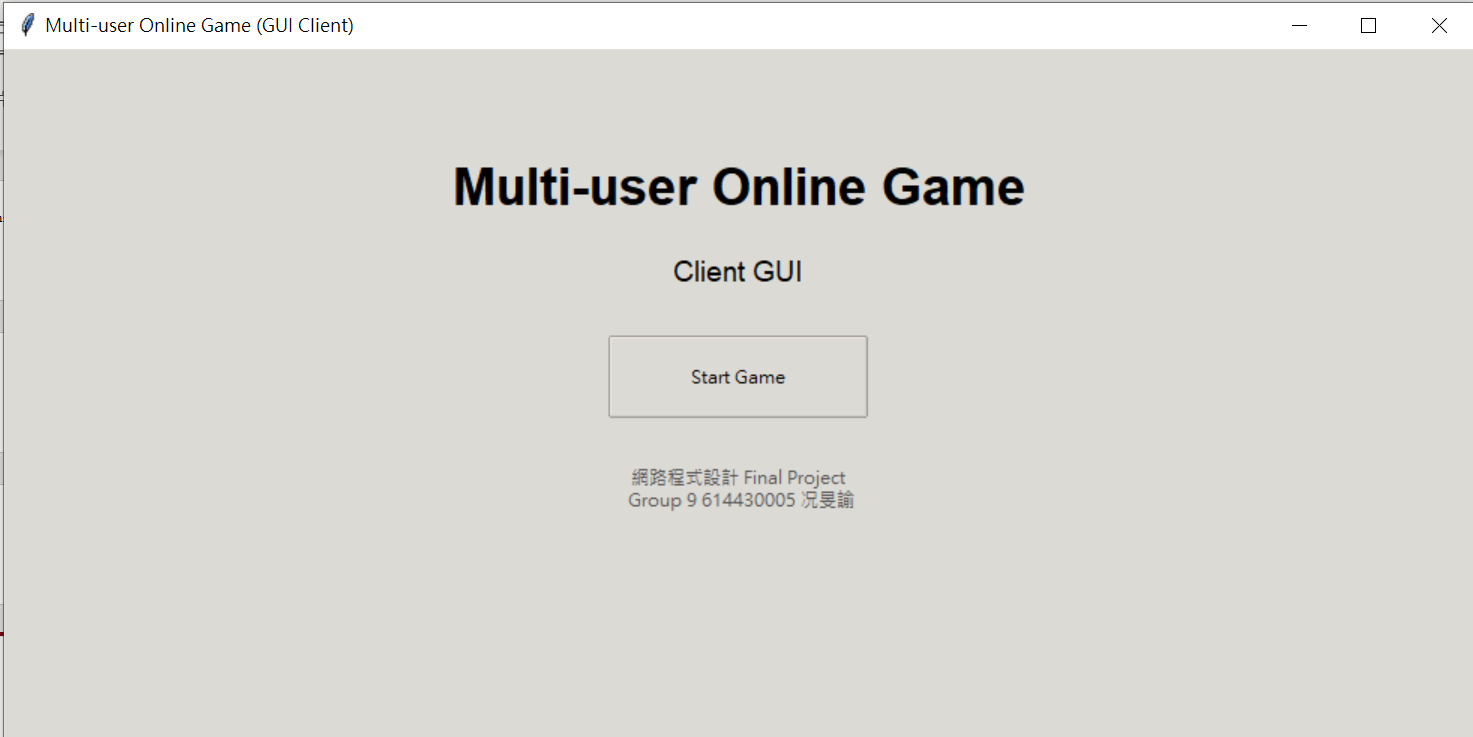 Multi-user Online Game (GUI Client)
Multi-user Online Game
Client GUI
Start Game
網路程式設計 Final Project
Group 9 614430005 况旻諭